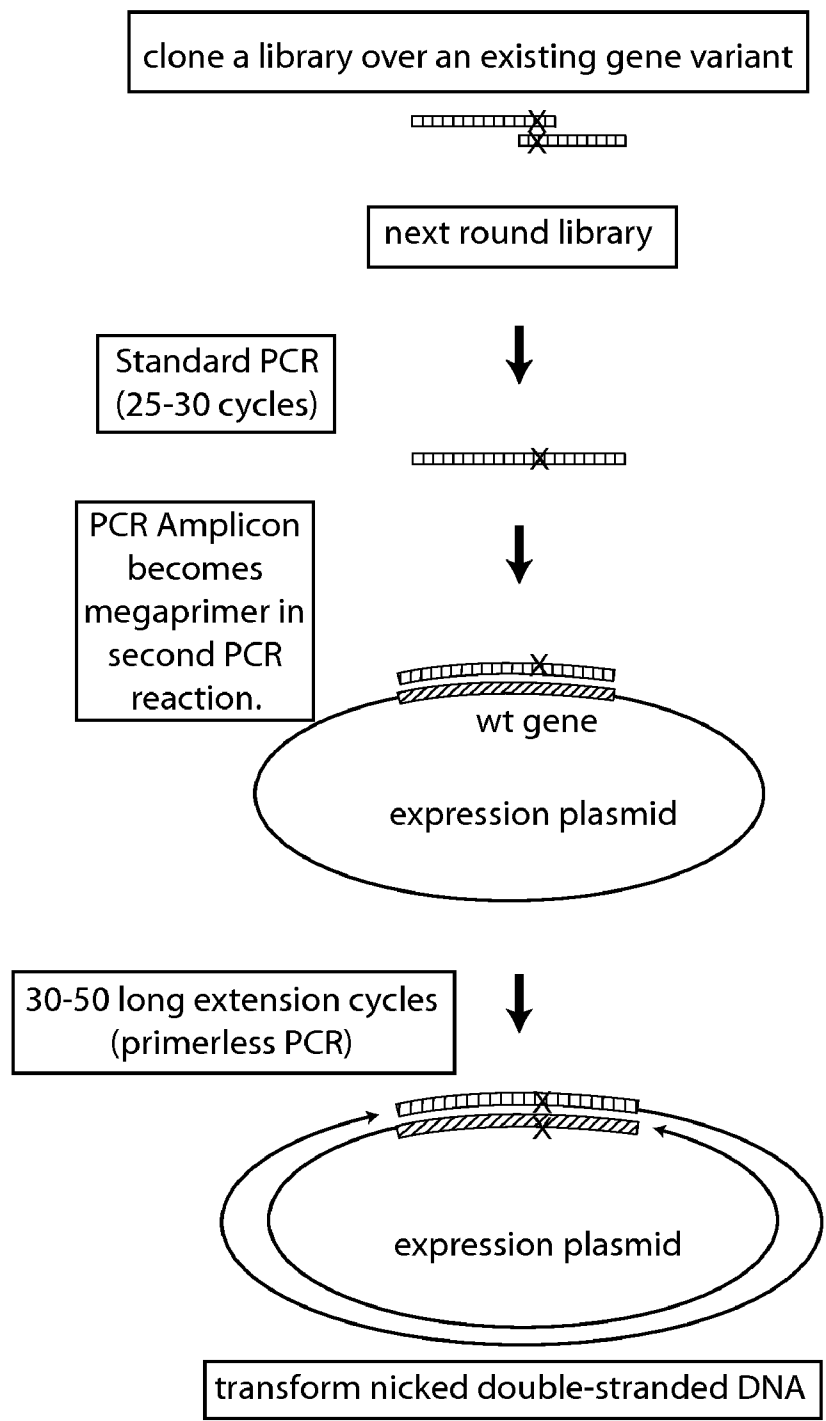 clone a library over an existing gene variant
X
X
next round library
Standard PCR
(25-30 cycles)
X
PCR Amplicon
becomes
megaprimer in
second PCR
reaction.
X
wt gene
expression plasmid
30-50 long extension cycles
(primerless PCR)
X
X
expression plasmid
transform nicked double-stranded DNA